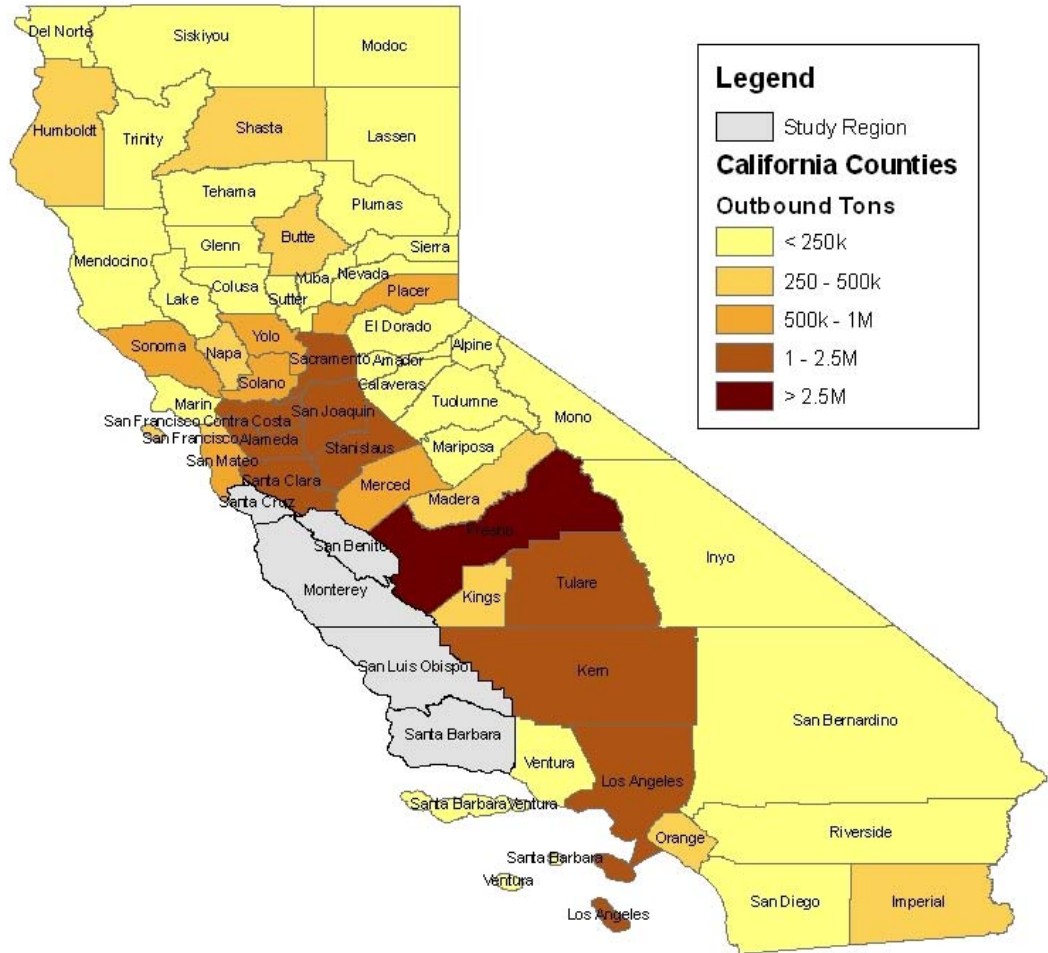 Del Norte
Siskiyou
Modoc
Humboldt
Trinity
Shasta
Lassen
Tehama
Plumas
Mendocino
Glenn
Butte
Sierra
Lake
Colusa
Sutter
Yuba
Nevada
Placer
Sonoma
Napa
Yolo
El Dorado
Sacramento
Amador
Alpine
Solano
Calaveras
Marin
San Joaquin
Tuolumne
Mono
San Francisco
Contra Costa
San Francisco
Alameda
Stanislaus
Mariposa
San Mateo
Santa Clara
Merced
Madera
Santa Cruz
San Benito
Fresno
Inyo
Monterey
Kings
Tulare
San Luis Obispo
Kern
San Bernardino
Santa Barbara
Ventura
Los Angeles
Santa Barbara
Ventura
Orange
Riverside
Santa Barbara
Ventura
Los Angeles
San Diego
Imperial
Legend
Study Region
California Counties
Outbound Tons
< 250k
250 - 500k
500k - 1M
1 - 2.5M
> 2.5M